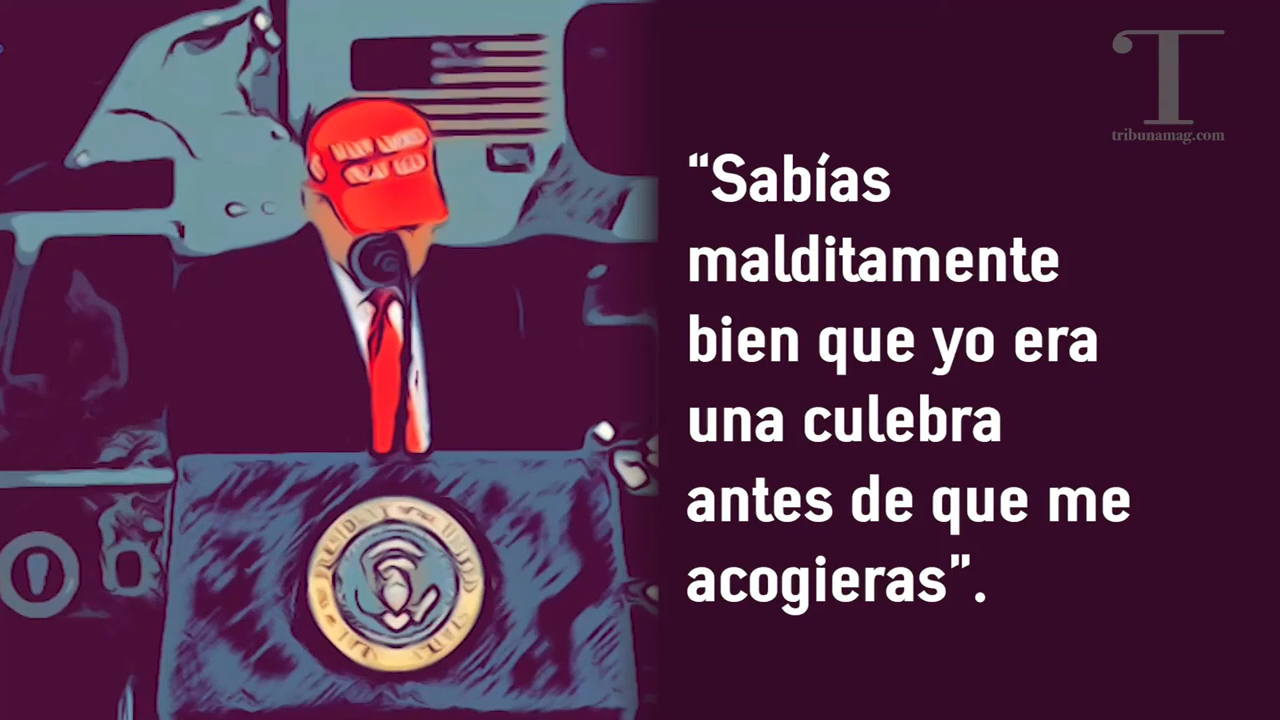 T
tribunamag.com
“Sabías
malditamente
bien que yo era
una culebra
antes de que me
acogieras”.